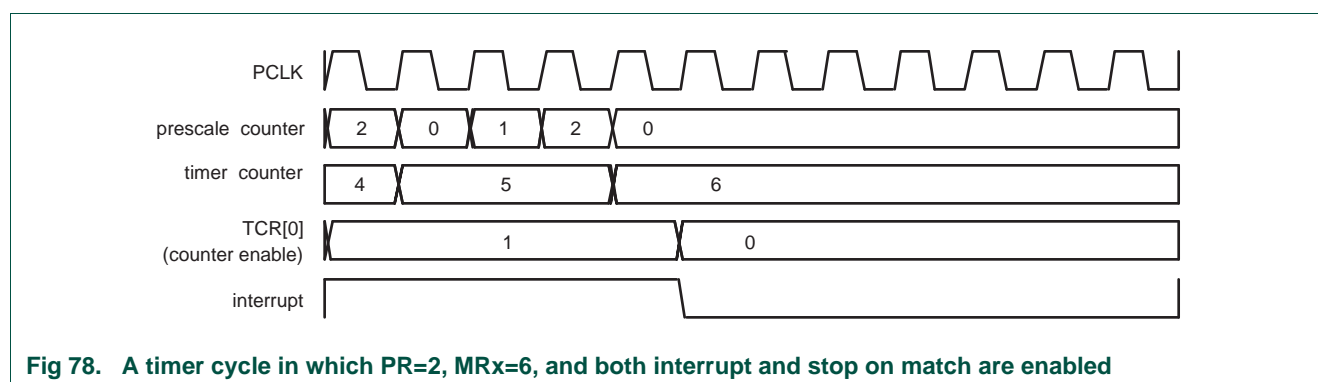 PCLK
prescale counter 2 0 1 2 0
timer counter 4 5 6
TCR[0]
(counter enable) 1 0
interrupt
Fig 78. A timer cycle in which PR=2, MRx=6, and both interrupt and stop on match are enabled